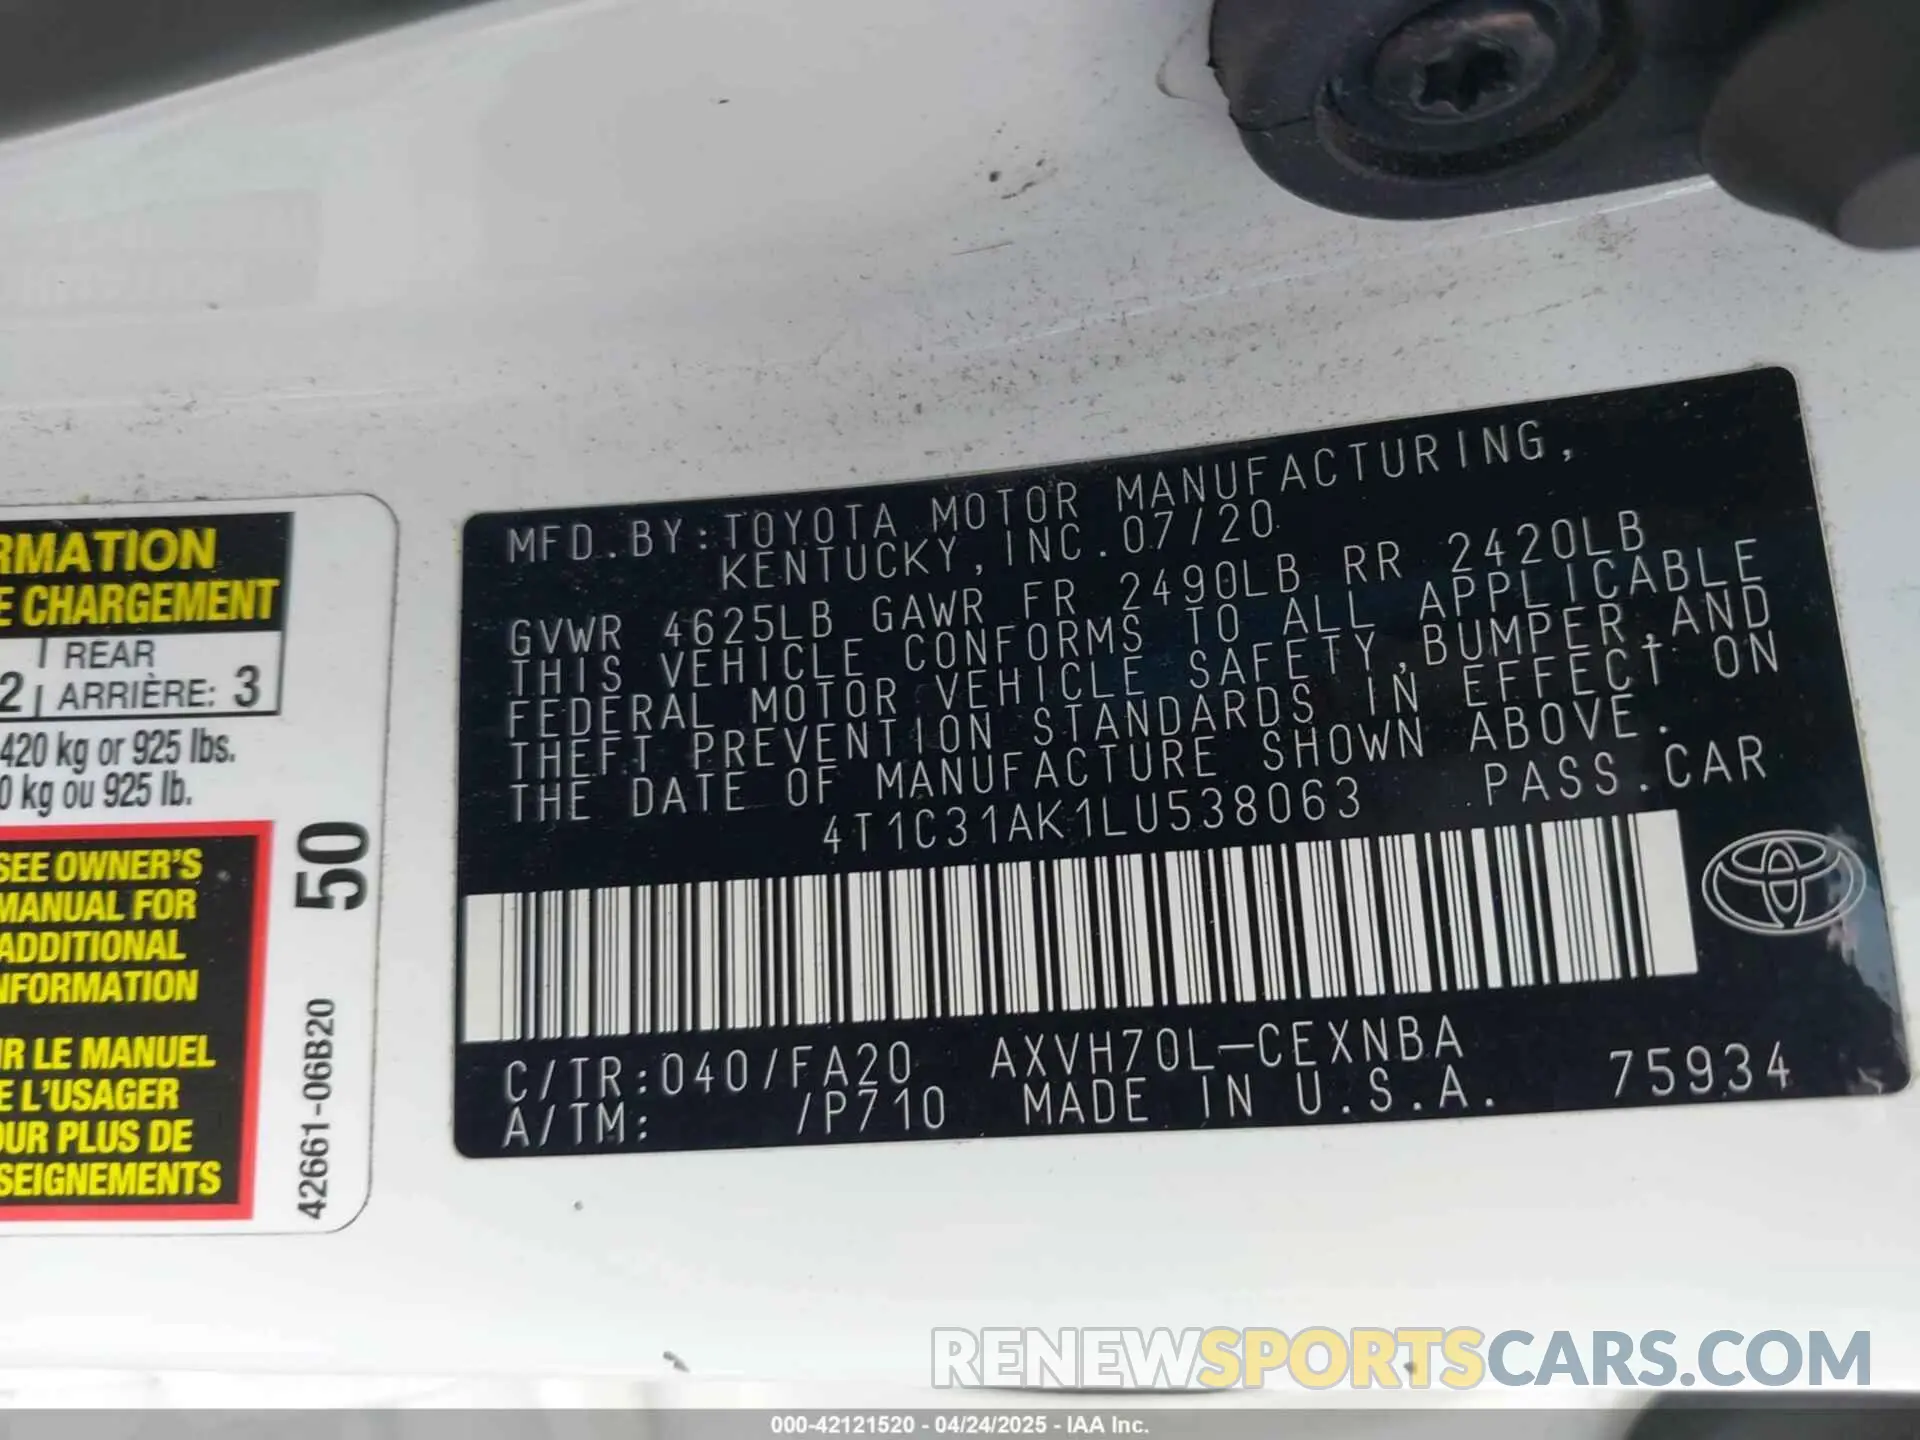 RMATION
E CHARGEMENT
REAR
2 ARRIÈRE: 3
420 kg or 925 lbs.
0 kg ou 925 lb.
SEE OWNER'S
MANUAL FOR
ADDITIONAL
NFORMATION
IR LE MANUEL
E L'USAGER
OUR PLUS DE
SEIGNEMENTS
50
42661-06B20
MFD.BY:TOYOTA MOTOR MANUFACTURING,
KENTUCKY,INC.07/20
GVWR 4625LB GAWR FR 2490LB RR 2420LB
THIS VEHICLE CONFORMS TO ALL APPLICABLE
FEDERAL MOTOR VEHICLE SAFETY,BUMPER,AND
THEFT PREVENTION STANDARDS IN EFFECT ON
THE DATE OF MANUFACTURE SHOWN ABOVE.
4T1C31AK1LU538063 PASS.CAR
C/TR:040/FA20 AXVH70L-CEXNBA
A/TM: /P710 MADE IN U.S.A. 75934
RENEWSPORTSCARS.COM
000-42121520 - 04/24/2025 - IAA Inc.